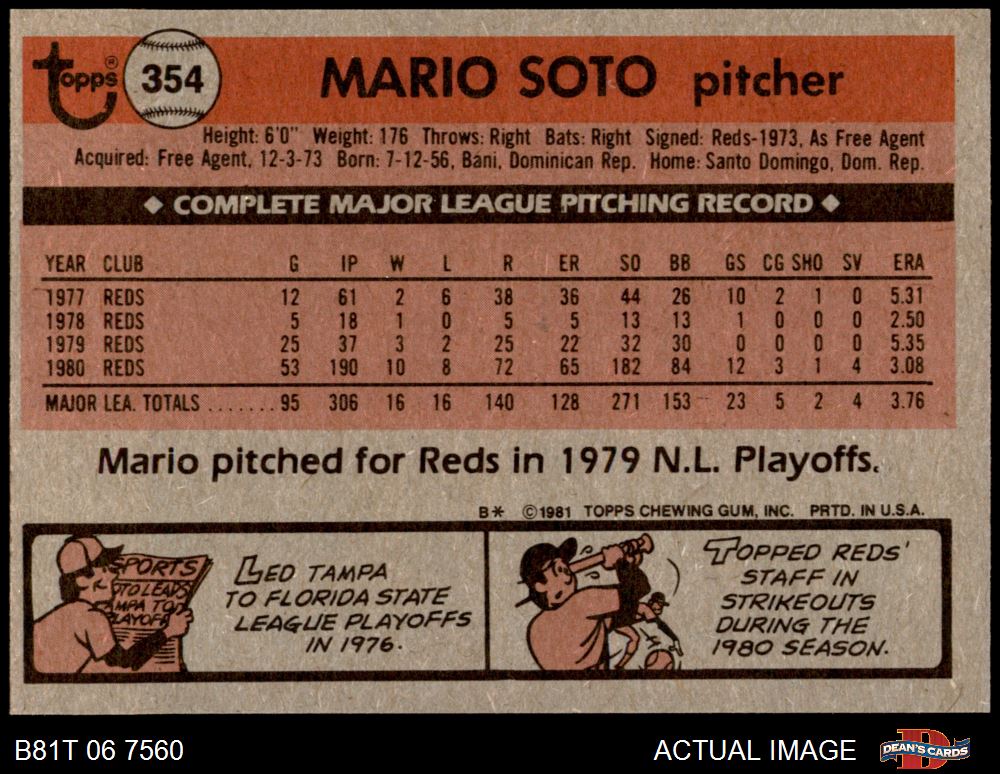 Topps® 354 MARIO SOTO pitcher
Height: 6'0" Weight: 176 Throws: Right Bats: Right Signed: Reds-1973, As Free Agent
Acquired: Free Agent, 12-3-73 Born: 7-12-56, Bani, Dominican Rep. Home: Santo Domingo, Dom. Rep.
◆ COMPLETE MAJOR LEAGUE PITCHING RECORD ◆
YEAR CLUB G IP W L R ER SO BB GS CG SHO SV ERA
1977 REDS 12 61 2 6 38 36 44 26 10 2 1 0 5.31
1978 REDS 5 18 1 0 5 5 13 13 1 0 0 0 2.50
1979 REDS 25 37 3 2 25 22 32 30 0 0 0 0 5.35
1980 REDS 53 190 10 8 72 65 182 84 12 3 1 4 3.08
MAJOR LEA. TOTALS ....... 95 306 16 16 140 128 271 153 23 5 2 4 3.76
Mario pitched for Reds in 1979 N.L. Playoffs.
B* ©1981 TOPPS CHEWING GUM, INC. PRTD. IN U.S.A.
SPORTS
OTO LEADS
MPA TO
LAYOFF
LED TAMPA
TO FLORIDA STATE
LEAGUE PLAYOFFS
IN 1976.
TOPPED REDS'
STAFF IN
STRIKEOUTS
DURING THE
1980 SEASON.
B81T 06 7560 ACTUAL IMAGE DEAN'S CARDS